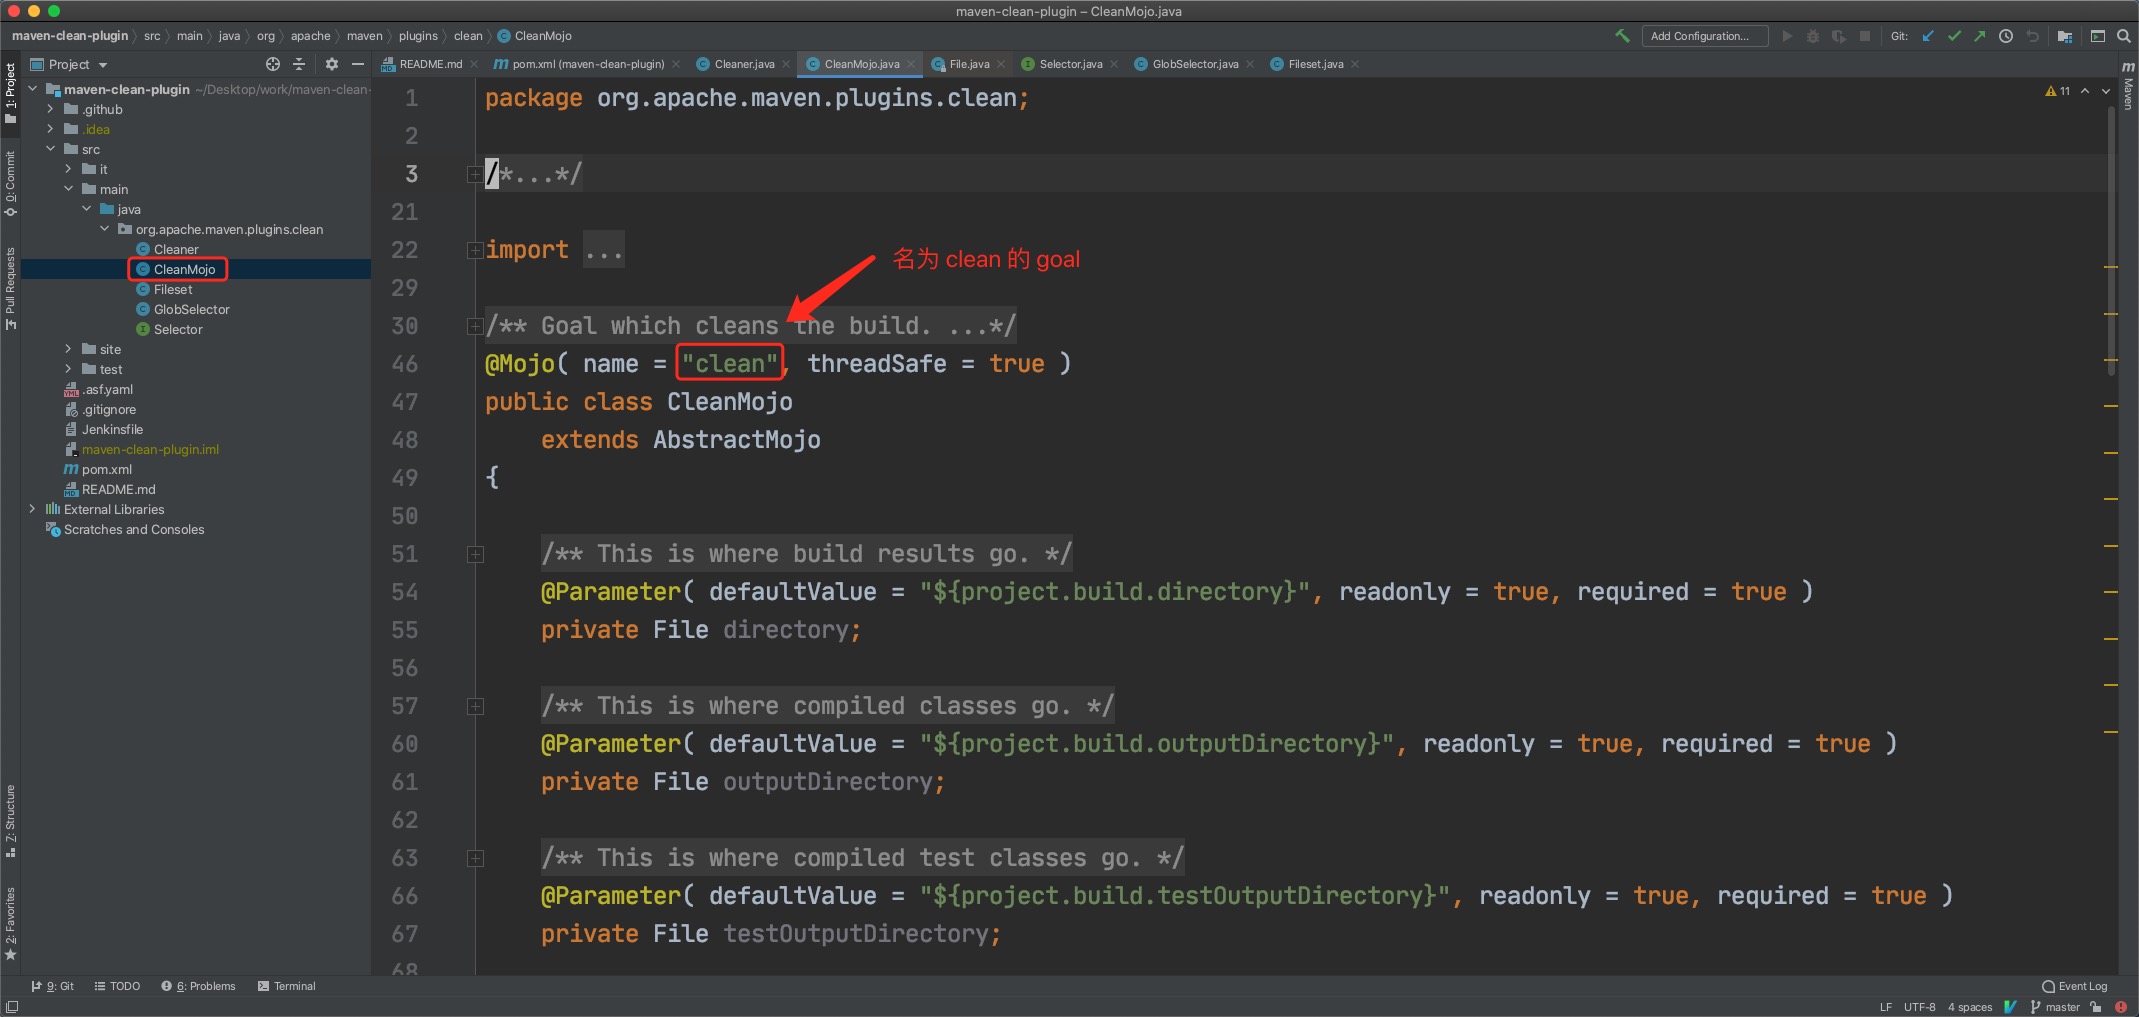 maven-clean-plugin – CleanMojo.java
maven-clean-plugin src main java org apache maven plugins clean CleanMojo
Add Configuration...
Git:
1: Project
0: Commit
Pull Requests
7: Structure
2: Favorites
Project
maven-clean-plugin ~/Desktop/work/maven-clean-
.github
.idea
src
it
main
java
org.apache.maven.plugins.clean
Cleaner
CleanMojo
Fileset
GlobSelector
Selector
site
test
.asf.yaml
.gitignore
Jenkinsfile
maven-clean-plugin.iml
pom.xml
README.md
External Libraries
Scratches and Consoles
README.md pom.xml (maven-clean-plugin) Cleaner.java CleanMojo.java File.java Selector.java GlobSelector.java Fileset.java
11
Maven
1 package org.apache.maven.plugins.clean;
2
3 /*...*/
21
22 import ...
名为 clean 的 goal
29
30 /** Goal which cleans the build. ...*/
46 @Mojo( name = "clean", threadSafe = true )
47 public class CleanMojo
48 extends AbstractMojo
49 {
50
51 /** This is where build results go. */
54 @Parameter( defaultValue = "${project.build.directory}", readonly = true, required = true )
55 private File directory;
56
57 /** This is where compiled classes go. */
60 @Parameter( defaultValue = "${project.build.outputDirectory}", readonly = true, required = true )
61 private File outputDirectory;
62
63 /** This is where compiled test classes go. */
66 @Parameter( defaultValue = "${project.build.testOutputDirectory}", readonly = true, required = true )
67 private File testOutputDirectory;
68
9: Git TODO 6: Problems Terminal
Event Log
LF UTF-8 4 spaces master